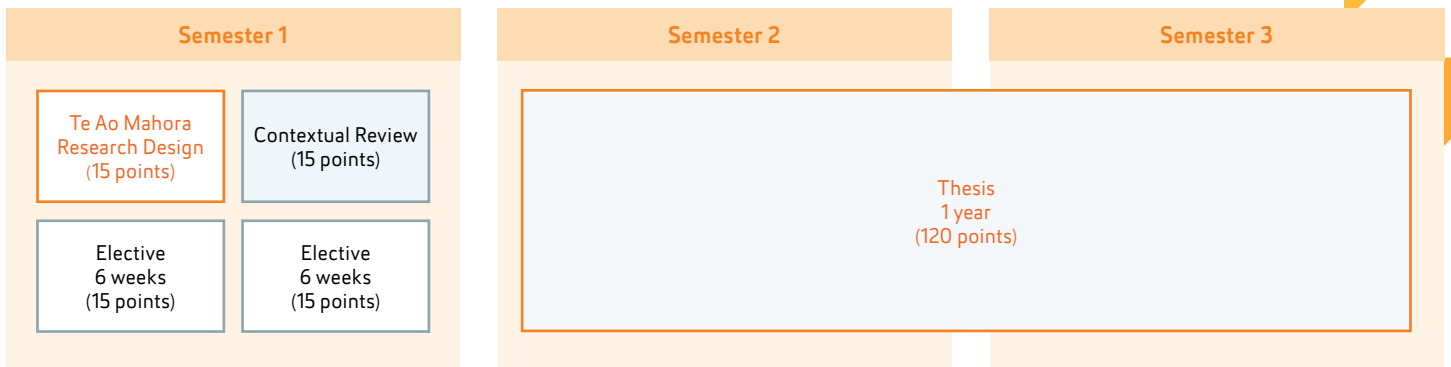 Semester 1
Semester 2
Semester 3
Te Ao Mahora
Research Design
(15 points)
Contextual Review
(15 points)
Elective
6 weeks
(15 points)
Elective
6 weeks
(15 points)
Thesis
1 year
(120 points)